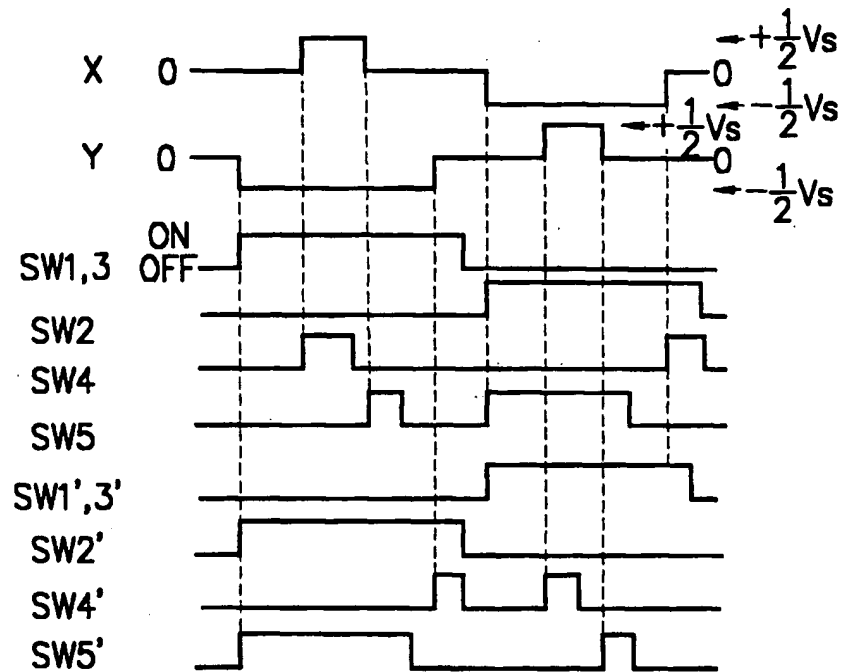 X 0 0 +1/2Vs
-1/2Vs
+1/2Vs
Y 0 0
-1/2Vs
ON
SW1,3 OFF
SW2
SW4
SW5
SW1',3'
SW2'
SW4'
SW5'